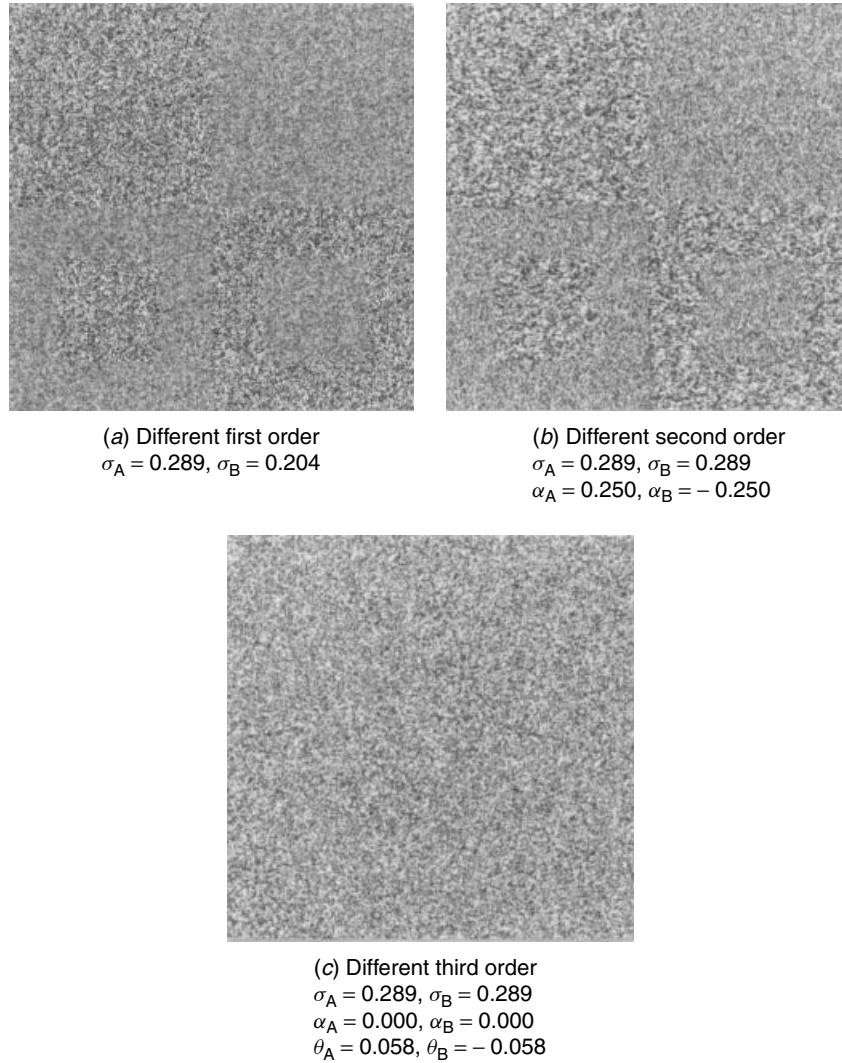 (a) Different first order
σA = 0.289, σB = 0.204
(b) Different second order
σA = 0.289, σB = 0.289
αA = 0.250, αB = – 0.250
(c) Different third order
σA = 0.289, σB = 0.289
αA = 0.000, αB = 0.000
θA = 0.058, θB = – 0.058